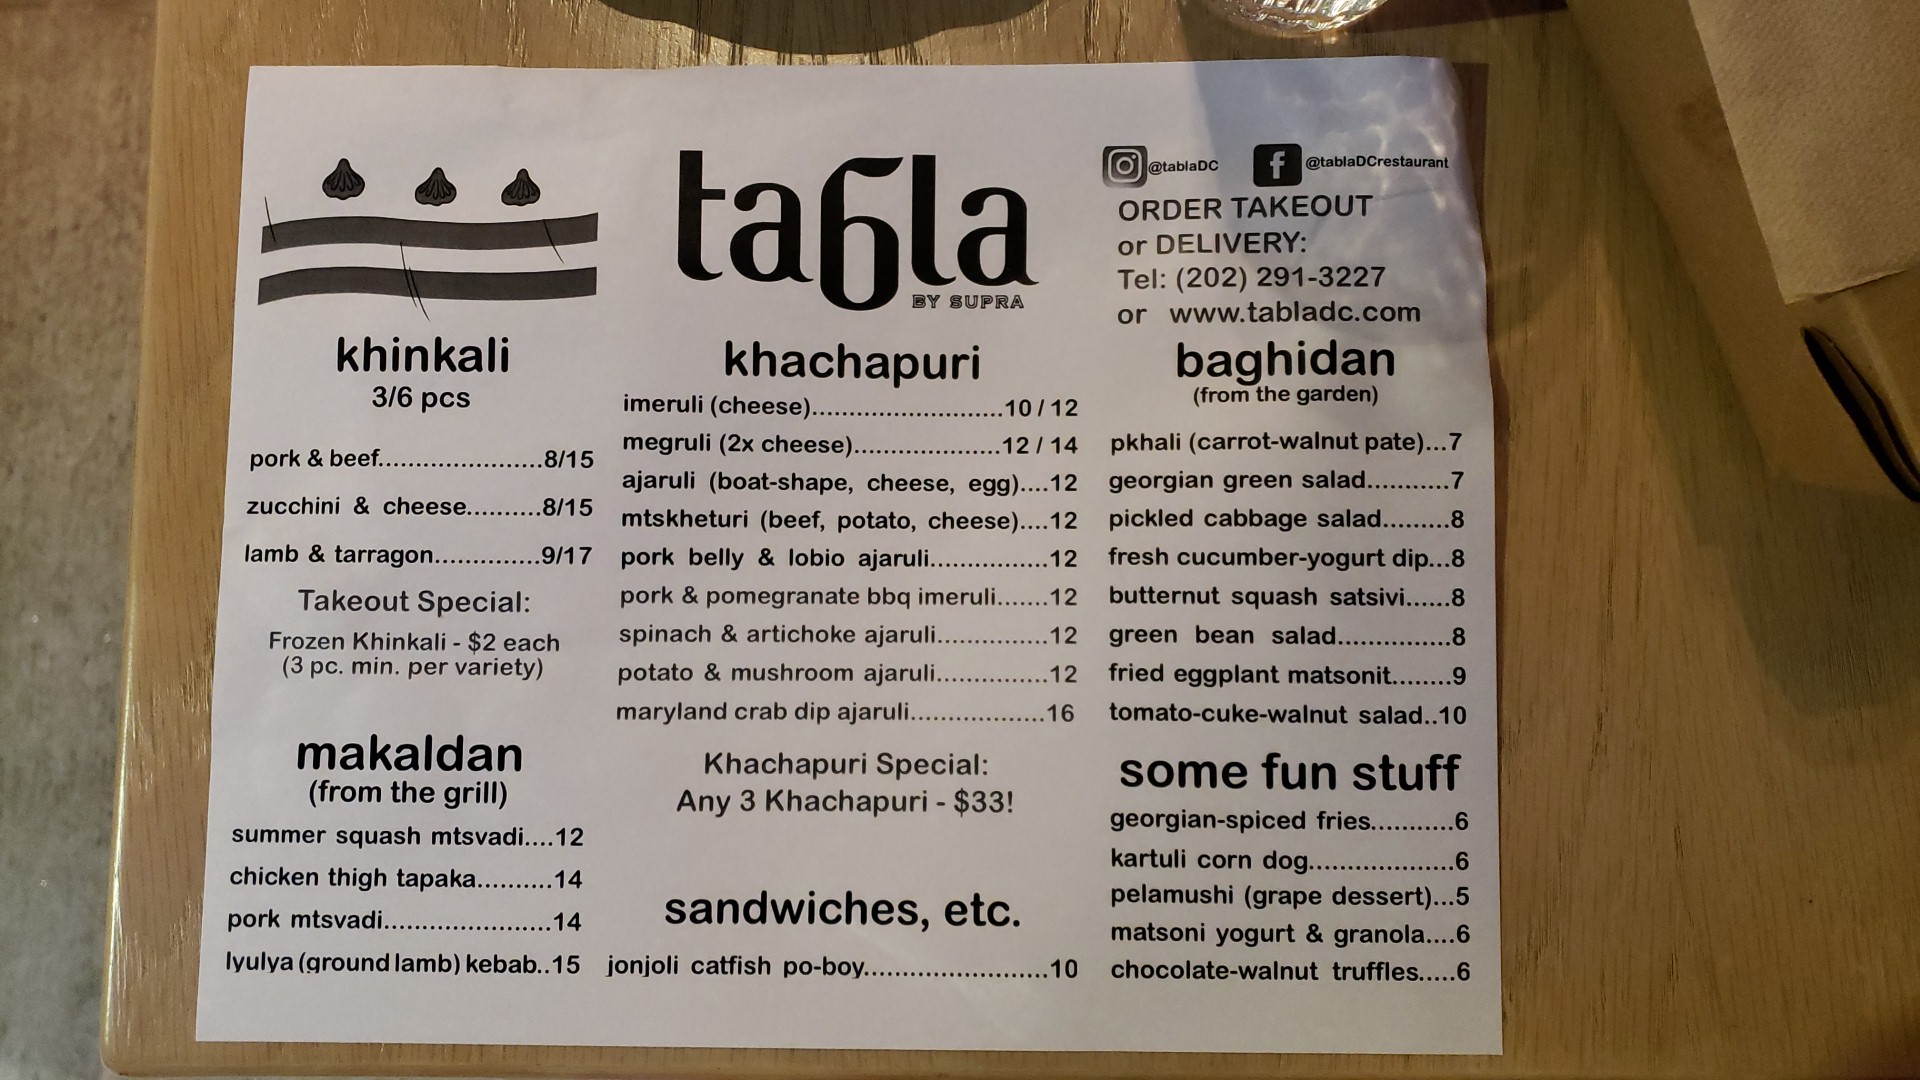 ta6la
BY SUPRA
@tablaDC
@tablaDCrestaurant
ORDER TAKEOUT
or DELIVERY:
Tel: (202) 291-3227
or www.tabladc.com
khinkali
3/6 pcs
pork & beef.......................8/15
zucchini & cheese..........8/15
lamb & tarragon..............9/17
Takeout Special:
Frozen Khinkali - $2 each
(3 pc. min. per variety)
makaldan
(from the grill)
summer squash mtsvadi....12
chicken thigh tapaka..........14
pork mtsvadi.......................14
lyulya (ground lamb) kebab..15
khachapuri
imeruli (cheese)..........................10 / 12
megruli (2x cheese)....................12 / 14
ajaruli (boat-shape, cheese, egg)....12
mtskheturi (beef, potato, cheese)....12
pork belly & lobio ajaruli................12
pork & pomegranate bbq imeruli.......12
spinach & artichoke ajaruli...............12
potato & mushroom ajaruli...............12
maryland crab dip ajaruli..................16
Khachapuri Special:
Any 3 Khachapuri - $33!
sandwiches, etc.
jonjoli catfish po-boy.........................10
baghidan
(from the garden)
pkhali (carrot-walnut pate)...7
georgian green salad...........7
pickled cabbage salad.........8
fresh cucumber-yogurt dip...8
butternut squash satsivi......8
green bean salad...............8
fried eggplant matsonit........9
tomato-cuke-walnut salad..10
some fun stuff
georgian-spiced fries...........6
kartuli corn dog....................6
pelamushi (grape dessert)...5
matsoni yogurt & granola....6
chocolate-walnut truffles.....6